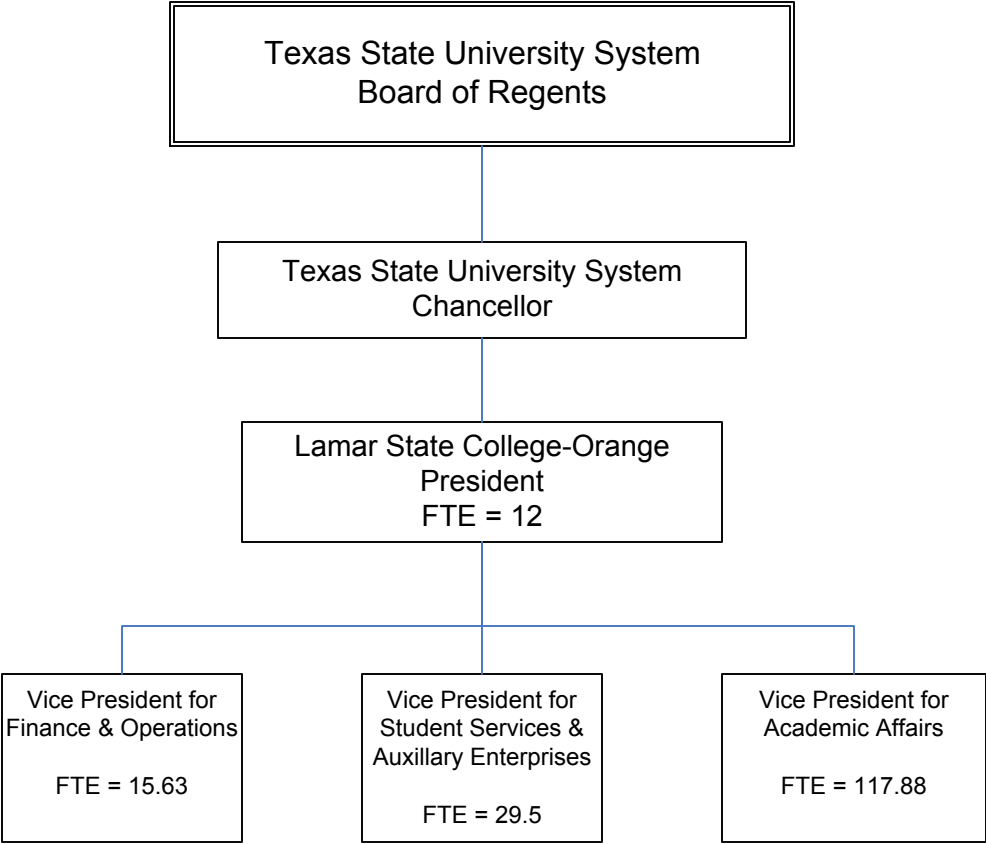 Texas State University System
Board of Regents
Texas State University System
Chancellor
Lamar State College-Orange
President
FTE = 12
Vice President for
Finance & Operations
FTE = 15.63
Vice President for
Student Services &
Auxillary Enterprises
FTE = 29.5
Vice President for
Academic Affairs
FTE = 117.88